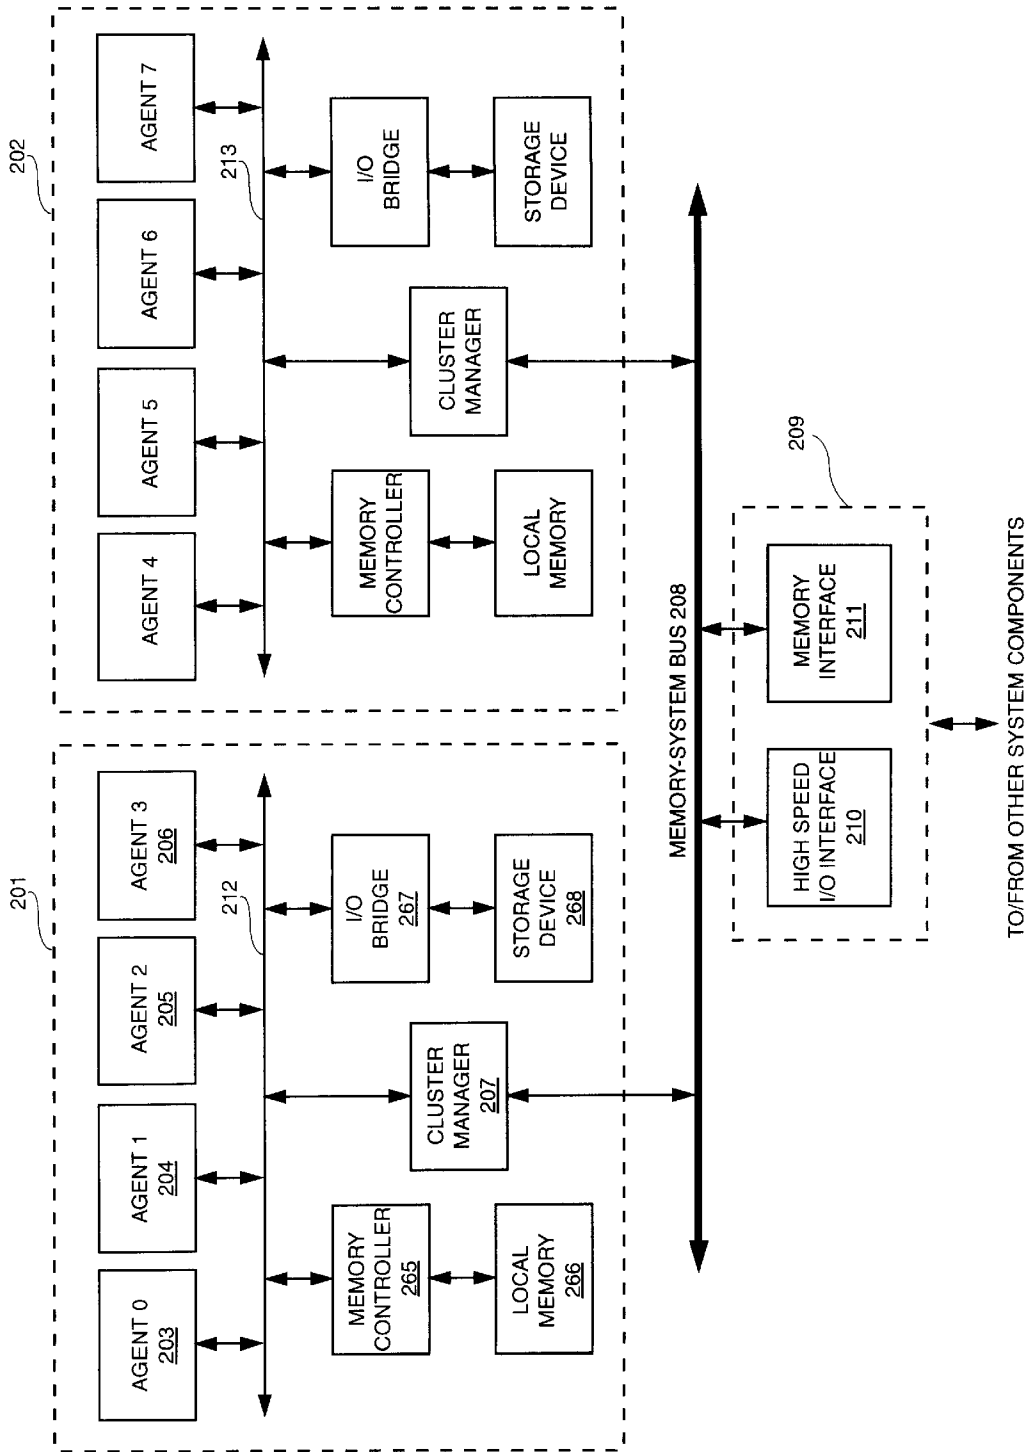 201
AGENT 0
203
AGENT 1
204
AGENT 2
205
AGENT 3
206
212
MEMORY
CONTROLLER
265
LOCAL
MEMORY
266
CLUSTER
MANAGER
207
I/O
BRIDGE
267
STORAGE
DEVICE
268
202
AGENT 4
AGENT 5
AGENT 6
AGENT 7
213
MEMORY
CONTROLLER
LOCAL
MEMORY
CLUSTER
MANAGER
I/O
BRIDGE
STORAGE
DEVICE
MEMORY-SYSTEM BUS 208
209
HIGH SPEED
I/O INTERFACE
210
MEMORY
INTERFACE
211
TO/FROM OTHER SYSTEM COMPONENTS